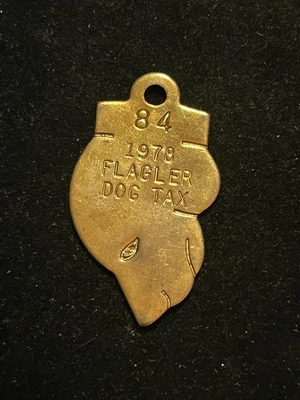 84
1978
FLAGLER
DOG TAX